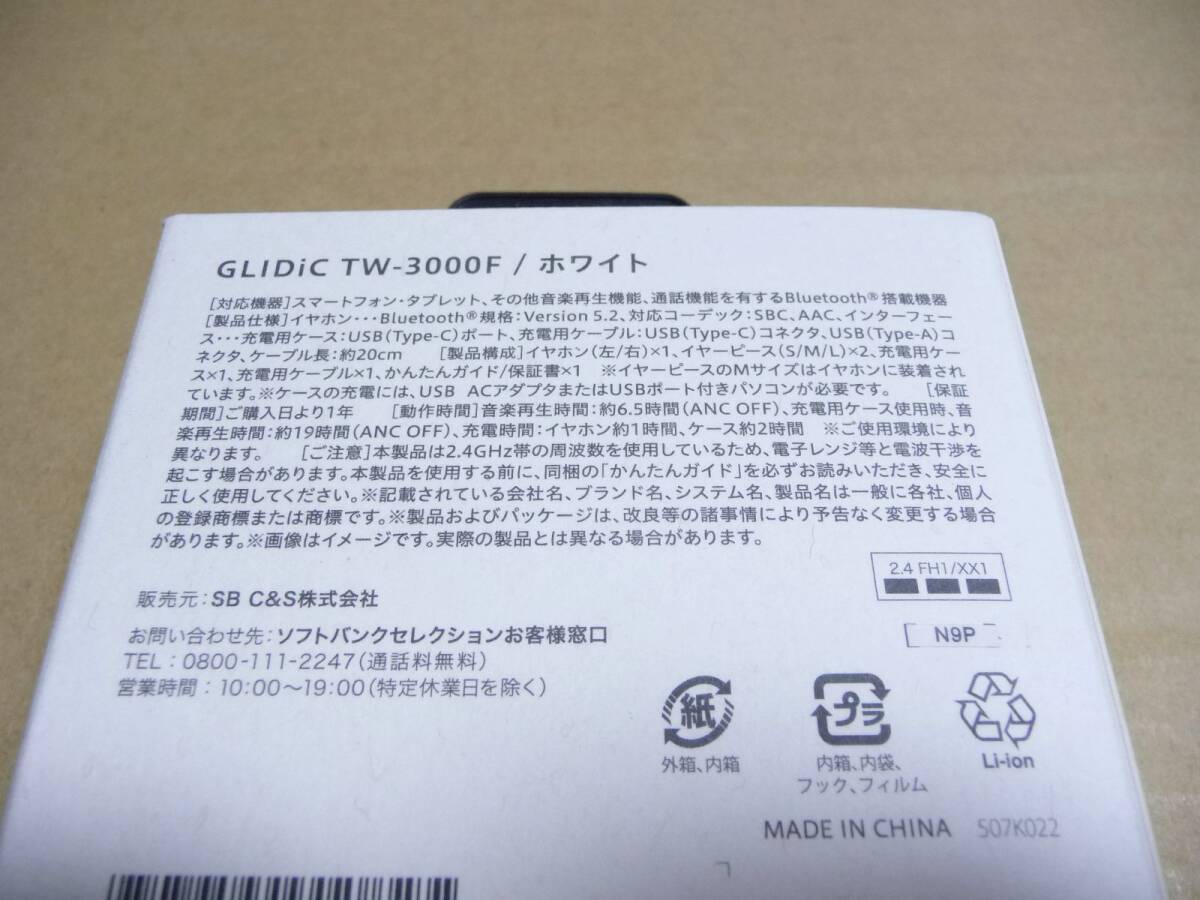 GLIDiC TW-3000F / ホワイト
[対応機器]スマートフォン・タブレット、その他音楽再生機能、通話機能を有するBluetooth®搭載機器
[製品仕様]イヤホン・・・Bluetooth®規格：Version 5.2、対応コーデック：SBC、AAC、インターフェー
ス・・・充電用ケース：USB(Type-C)ポート、充電用ケーブル：USB(Type-C)コネクタ、USB(Type-A)コ
ネクタ、ケーブル長：約20cm　[製品構成]イヤホン(左/右)×1、イヤーピース(S/M/L)×2、充電用ケー
ス×1、充電用ケーブル×1、かんたんガイド/保証書×1　※イヤーピースのMサイズはイヤホンに装着され
ています。※ケースの充電には、USB ACアダプタまたはUSBポート付きパソコンが必要です。　[保証
期間]ご購入日より1年　[動作時間]音楽再生時間：約6.5時間(ANC OFF)、充電用ケース使用時、音
楽再生時間：約19時間(ANC OFF)、充電時間：イヤホン約1時間、ケース約2時間　※ご使用環境により
異なります。　[ご注意]本製品は2.4GHz帯の周波数を使用しているため、電子レンジ等と電波干渉を
起こす場合があります。本製品を使用する前に、同梱の「かんたんガイド」を必ずお読みいただき、安全に
正しく使用してください。※記載されている会社名、ブランド名、システム名、製品名は一般に各社、個人
の登録商標または商標です。※製品およびパッケージは、改良等の諸事情により予告なく変更する場合
があります。※画像はイメージです。実際の製品とは異なる場合があります。
2.4 FH1/XX1
販売元：SB C&S株式会社
N9P
お問い合わせ先：ソフトバンクセレクションお客様窓口
TEL：0800-111-2247(通話料無料)
営業時間：10:00～19:00(特定休業日を除く)
紙
プラ
外箱、内箱
内箱、内袋、
フック、フィルム
Li-ion
MADE IN CHINA 507K022